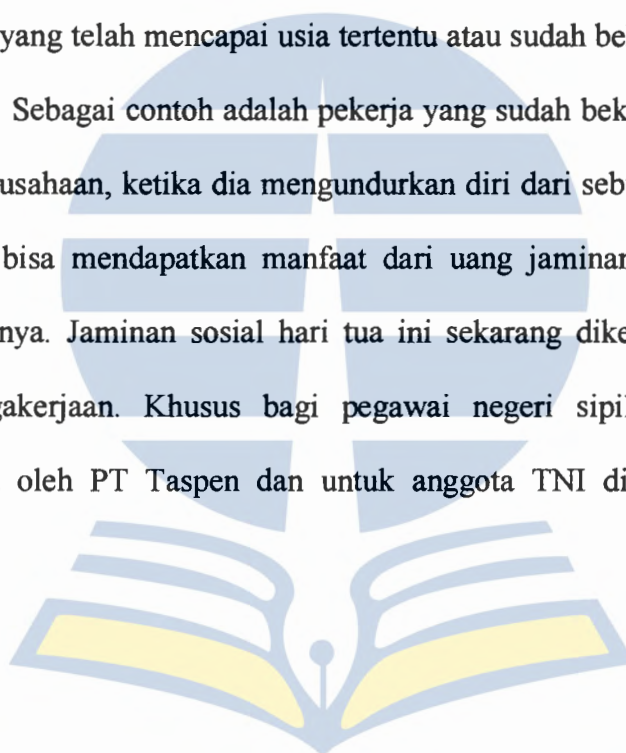 yang telah mencapai usia tertentu atau sudah be
Sebagai contoh adalah pekerja yang sudah bek
usahaan, ketika dia mengundurkan diri dari seb
bisa mendapatkan manfaat dari uang jaminan
nya. Jaminan sosial hari tua ini sekarang dike
gakerjaan. Khusus bagi pegawai negeri sipil
oleh PT Taspen dan untuk anggota TNI di